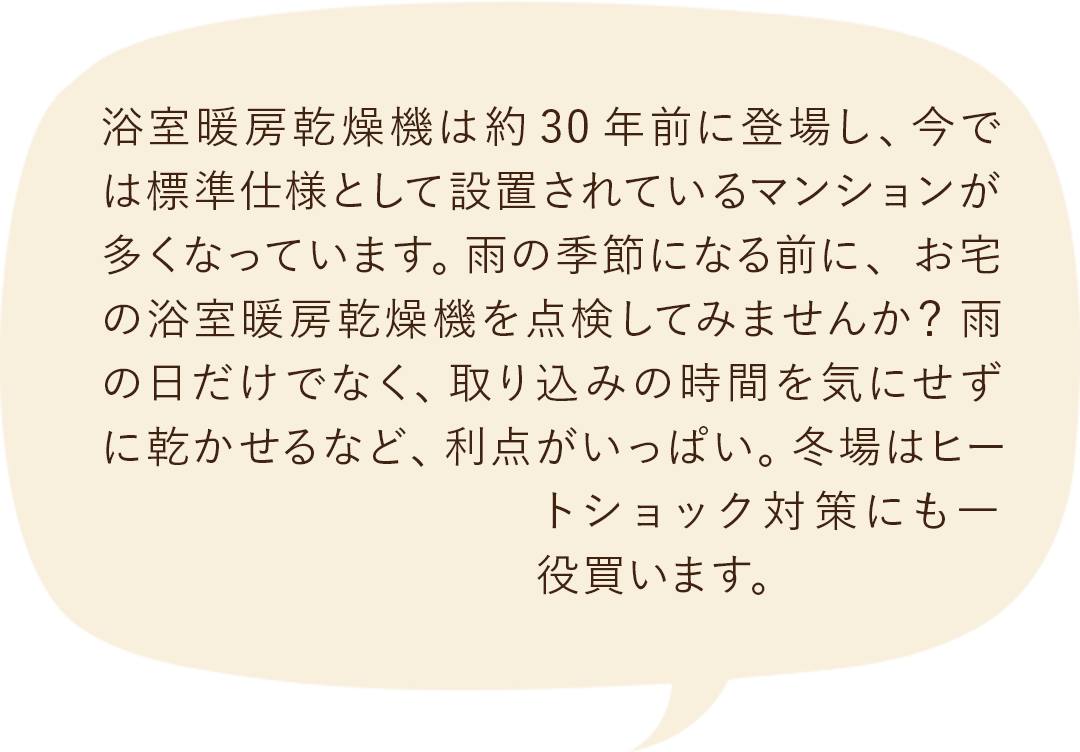 浴室暖房乾燥機は約30年前に登場し、今で
は標準仕様として設置されているマンションが
多くなっています。雨の季節になる前に、お宅
の浴室暖房乾燥機を点検してみませんか？雨
の日だけでなく、取り込みの時間を気にせず
に乾かせるなど、利点がいっぱい。冬場はヒー
トショック対策にも一
役買います。